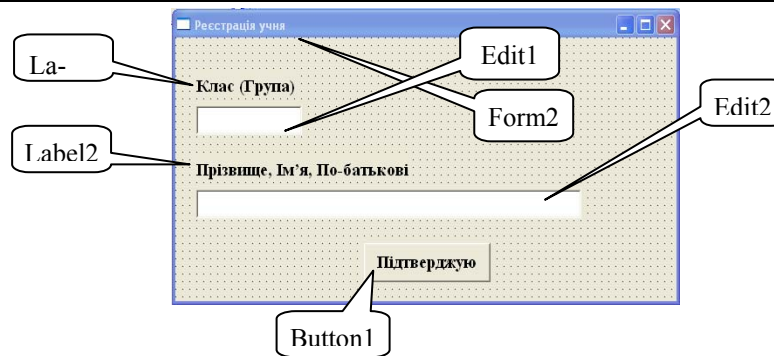 Реєстрація учня
La-
Edit1
Клас (Група)
Form2
Edit2
Label2
Прізвище, Ім’я, По-батькові
Підтверджую
Button1